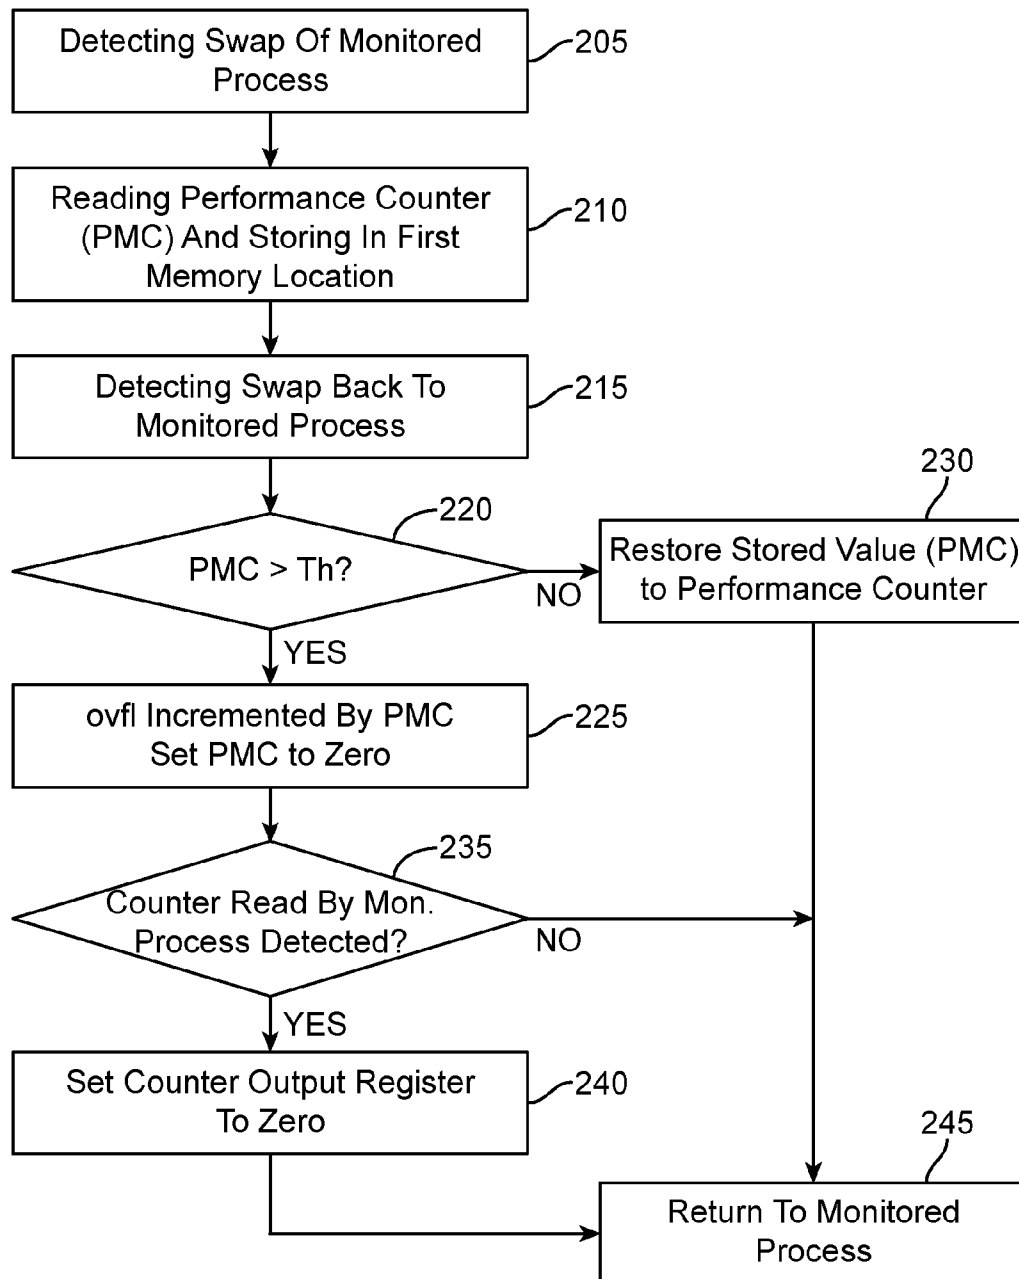 Detecting Swap Of Monitored
Process
205
Reading Performance Counter
(PMC) And Storing In First
Memory Location
210
Detecting Swap Back To
Monitored Process
215
220
PMC > Th?
NO
YES
230
Restore Stored Value (PMC)
to Performance Counter
ovfl Incremented By PMC
Set PMC to Zero
225
235
Counter Read By Mon.
Process Detected?
NO
YES
Set Counter Output Register
To Zero
240
245
Return To Monitored
Process